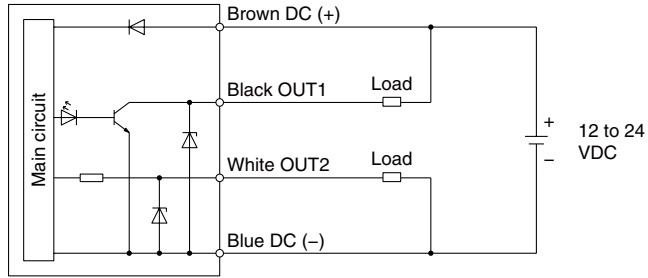 Brown DC (+)
Main circuit
Black OUT1
Load
White OUT2
Load
Blue DC (−)
+
−
12 to 24
VDC